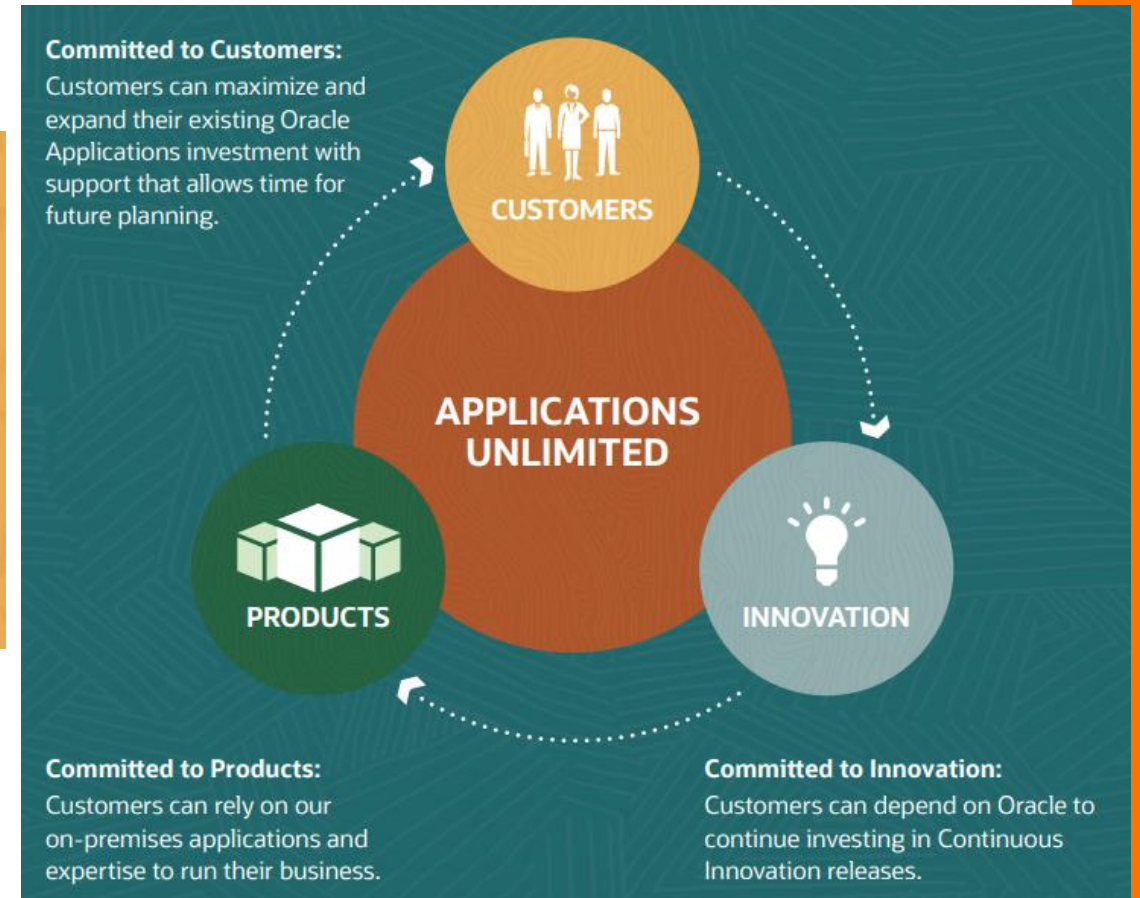 Committed to Customers:
Customers can maximize and
expand their existing Oracle
Applications investment with
support that allows time for
future planning.
CUSTOMERS
APPLICATIONS
UNLIMITED
PRODUCTS
INNOVATION
Committed to Products:
Customers can rely on our
on-premises applications and
expertise to run their business.
Committed to Innovation:
Customers can depend on Oracle to
continue investing in Continuous
Innovation releases.